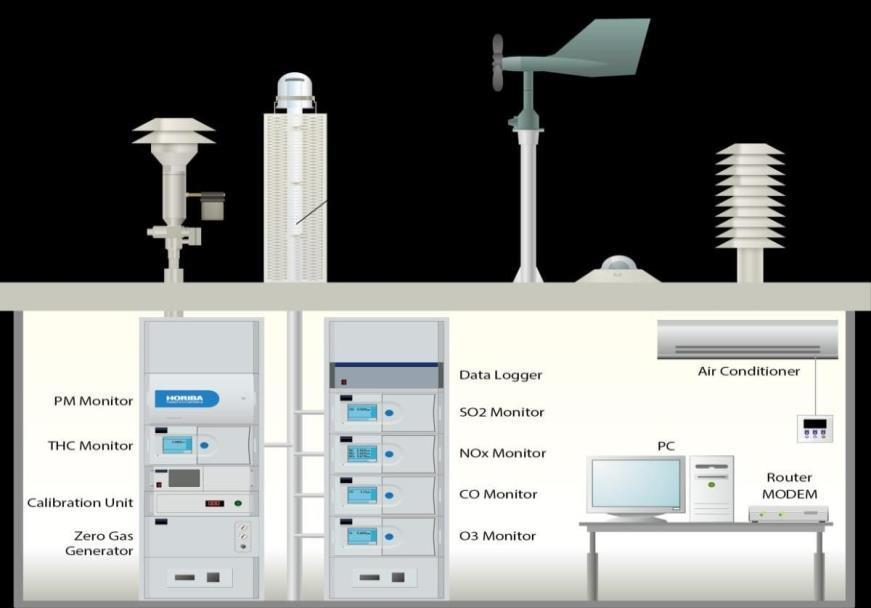 PM Monitor
THC Monitor
Calibration Unit
Zero Gas
Generator
HORIBA
Data Logger
SO2 Monitor
NOx Monitor
CO Monitor
O3 Monitor
Air Conditioner
PC
Router
MODEM